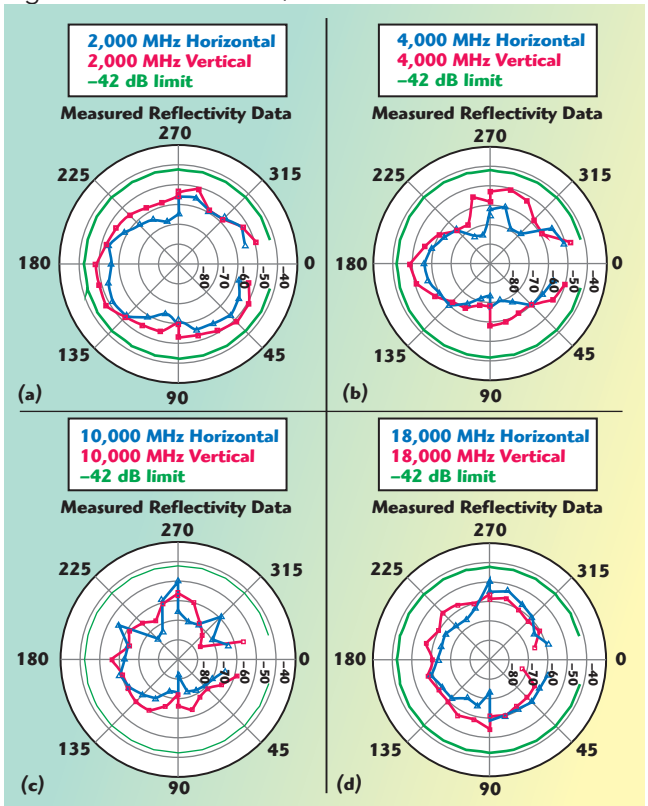 2,000 MHz Horizontal
2,000 MHz Vertical
–42 dB limit
Measured Reflectivity Data
270
225
315
180
0
-80
-70
-60
-50
-40
135
45
90
(a)
4,000 MHz Horizontal
4,000 MHz Vertical
–42 dB limit
Measured Reflectivity Data
270
225
315
180
0
-80
-70
-60
-50
-40
135
45
90
(b)
10,000 MHz Horizontal
10,000 MHz Vertical
–42 dB limit
Measured Reflectivity Data
270
225
315
180
0
-80
-70
-60
-50
-40
135
45
90
(c)
18,000 MHz Horizontal
18,000 MHz Vertical
–42 dB limit
Measured Reflectivity Data
270
225
315
180
0
-80
-70
-60
-50
-40
135
45
90
(d)